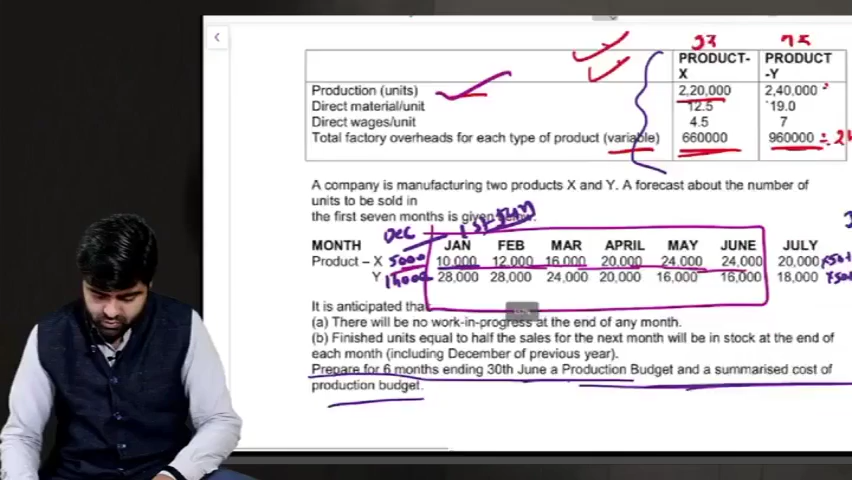 PRODUCT-X PRODUCT-Y
Production (units) 2,20,000 2,40,000
Direct material/unit 12.5 19.0
Direct wages/unit 4.5 7
Total factory overheads for each type of product (variable) 660000 960000 ÷
A company is manufacturing two products X and Y. A forecast about the number of
units to be sold in
the first seven months is given below.
Dec 1st Jan
MONTH JAN FEB MAR APRIL MAY JUNE JULY
Product – X 5000 10,000 12,000 16,000 20,000 24,000 24,000 20,000
Y 28,000 28,000 24,000 20,000 16,000 16,000 18,000
It is anticipated that
(a) There will be no work-in-progress at the end of any month.
(b) Finished units equal to half the sales for the next month will be in stock at the end of
each month (including December of previous year).
Prepare for 6 months ending 30th June a Production Budget and a summarised cost of
production budget.